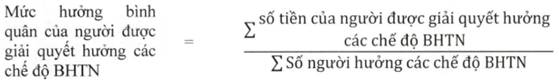 Mức hưởng bình
quân của người được
giải quyết hưởng các
chế độ BHTN
=
∑ số tiền của người được giải quyết hưởng
các chế độ BHTN
∑ Số người hưởng các chế độ BHTN